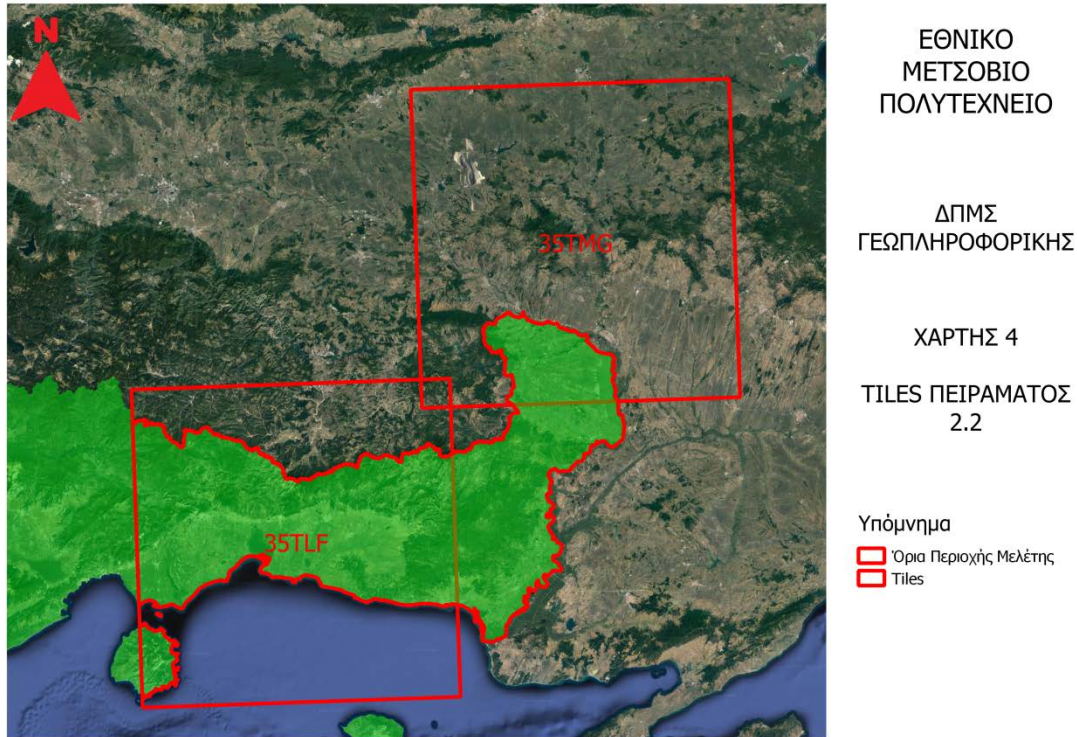 N
35TMG
35TLF
ΕΘΝΙΚΟ
ΜΕΤΣΟΒΙΟ
ΠΟΛΥΤΕΧΝΕΙΟ
ΔΠΜΣ
ΓΕΩΠΛΗΡΟΦΟΡΙΚΗΣ
ΧΑΡΤΗΣ 4
TILES ΠΕΙΡΑΜΑΤΟΣ
2.2
Υπόμνημα
Όρια Περιοχής Μελέτης
Tiles